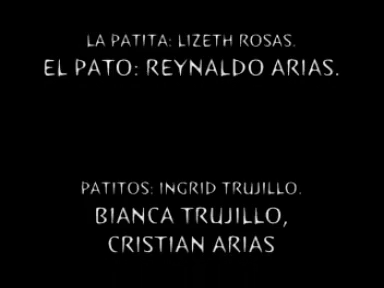 LA PATITA: LIZETH ROSAS.
EL PATO: REYNALDO ARIAS.
PATITOS: INGRID TRUJILLO.
BIANCA TRUJILLO,
CRISTIAN ARIAS